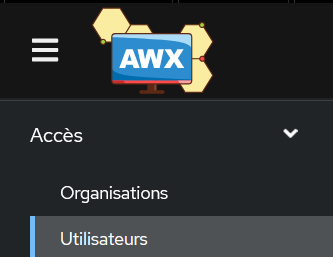 AWX
Accès
Organisations
Utilisateurs